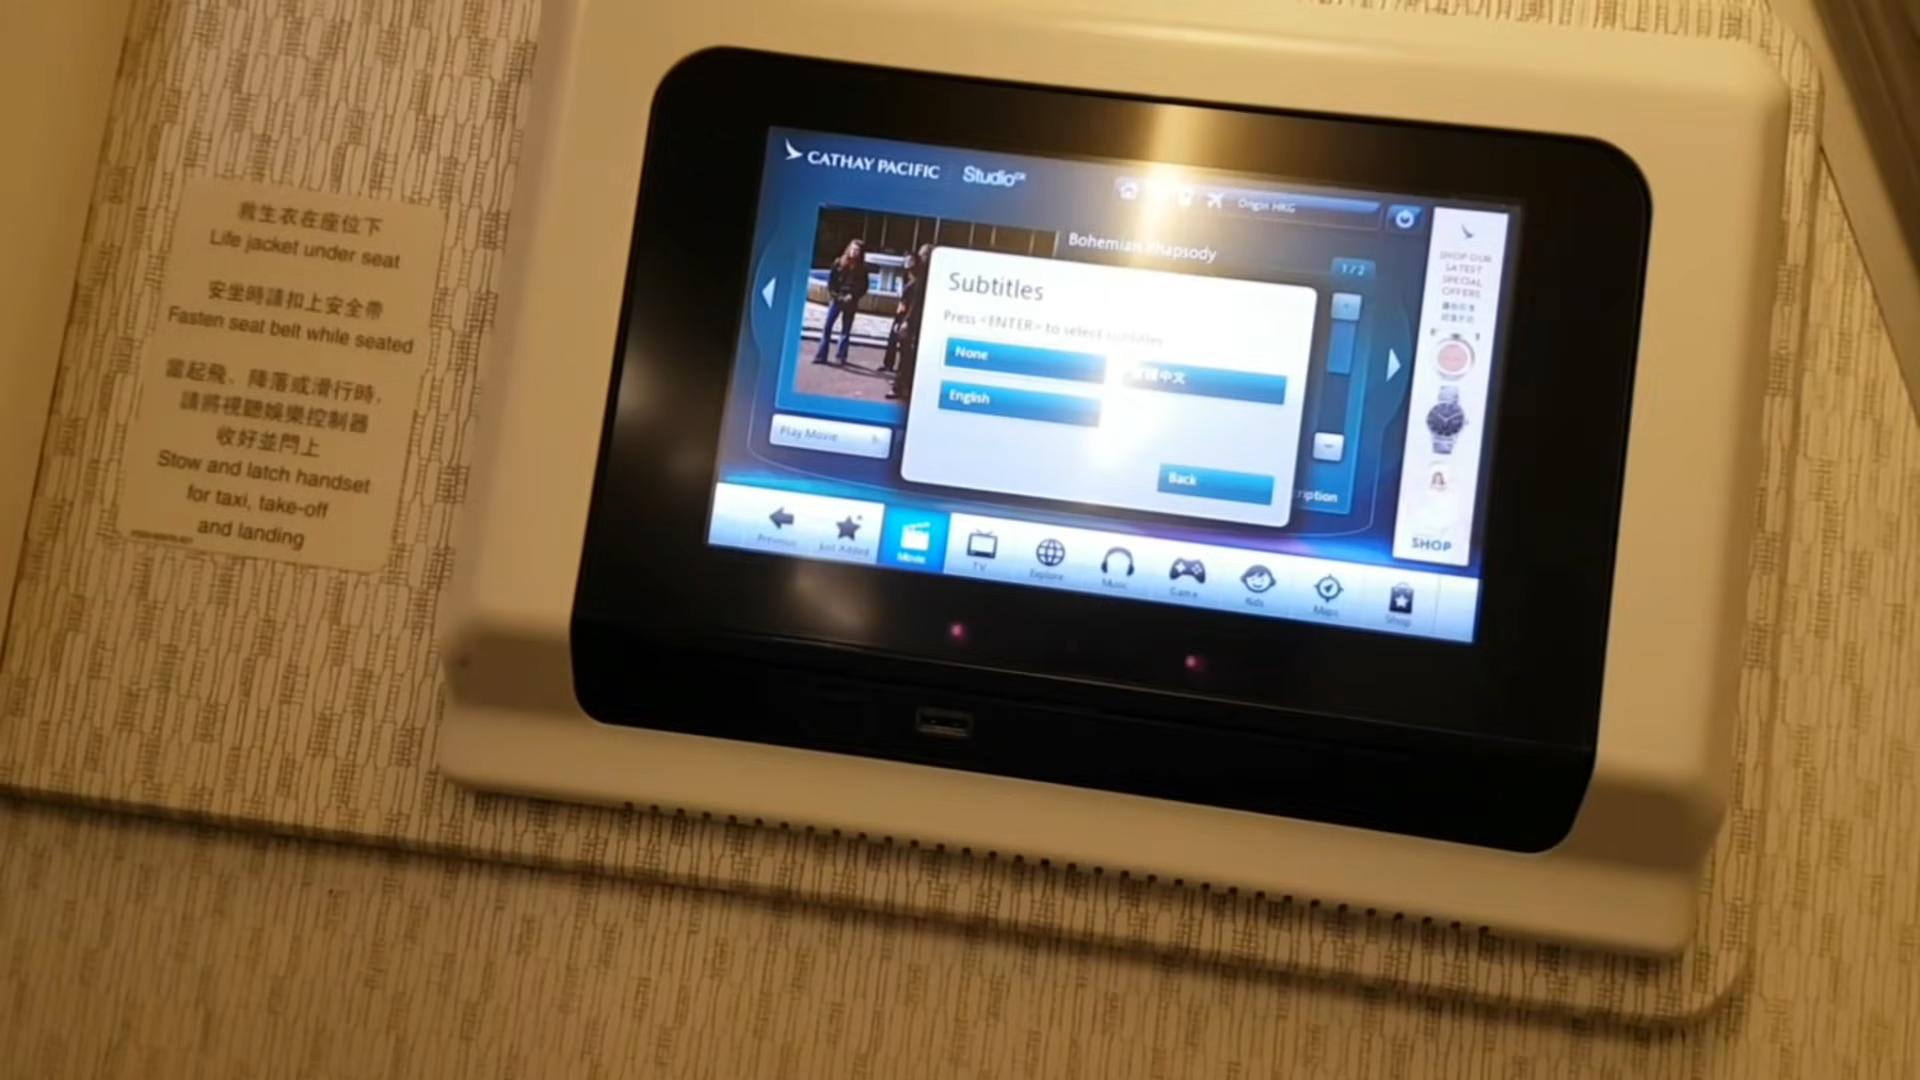 救生衣在座位下
Life jacket under seat
安坐時請扣上安全帶
Fasten seat belt while seated
當起飛、降落或滑行時，
請將視聽娛樂控制器
收好並閂上
Stow and latch handset
for taxi, take-off
and landing
CATHAY PACIFIC StudioCX
Origin HKG
Bohemian Rhapsody
1 / 2
Subtitles
Press <ENTER> to select subtitles
None
繁體中文
English
Back
Play Movie
ription
SHOP OUR
LATEST
SPECIAL
OFFERS
SHOP
Previous
Just Added
Movie
TV
Explore
Music
Game
Kids
Maps
Shop